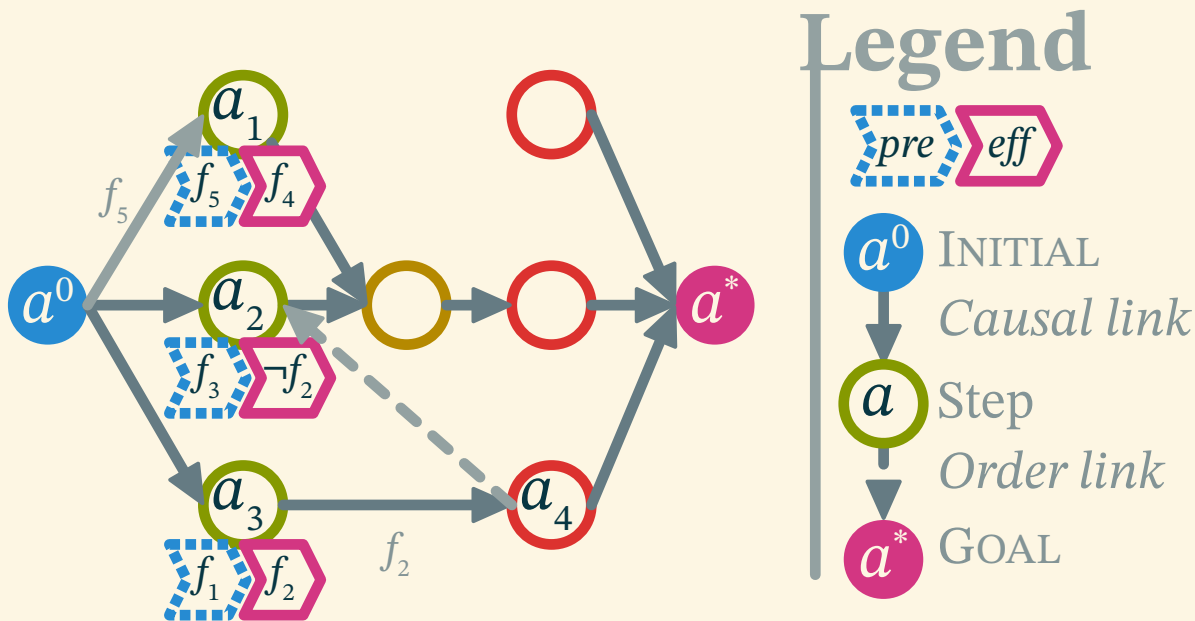 a₁
f₅ f₄
f₅
a⁰
a₂
a*
f₃ ¬f₂
a₃
a₄
f₂
f₁ f₂
Legend
pre eff
a⁰ INITIAL
Causal link
a Step
Order link
a* GOAL